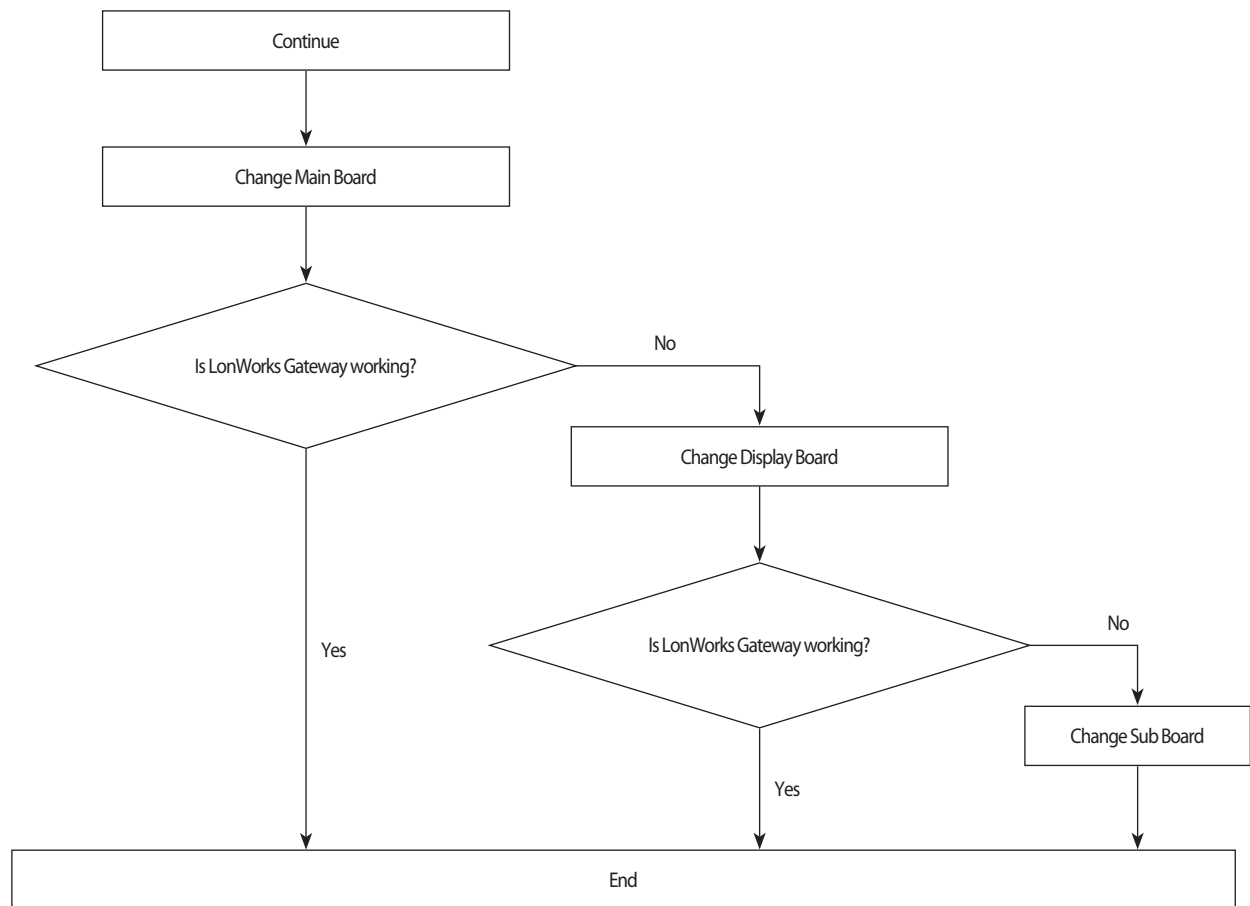 Continue
Change Main Board
Is LonWorks Gateway working?
No
Change Display Board
Is LonWorks Gateway working?
No
Yes
Change Sub Board
Yes
End